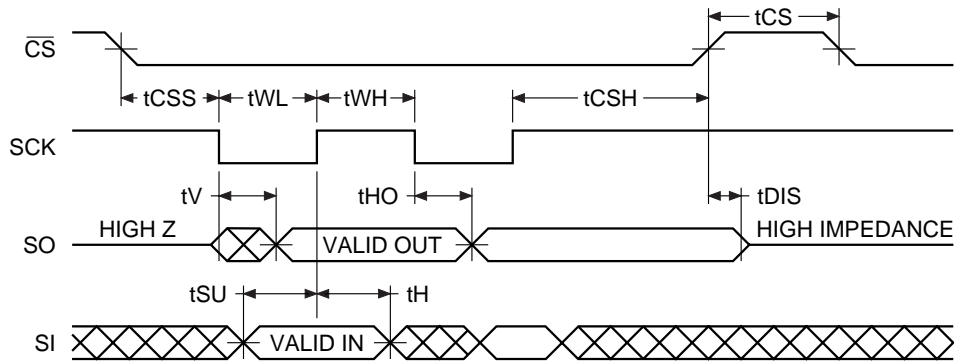 tCS
CS
tCSS tWL tWH tCSH
SCK
tV tHO tDIS
HIGH Z HIGH IMPEDANCE
SO VALID OUT
tSU tH
SI VALID IN